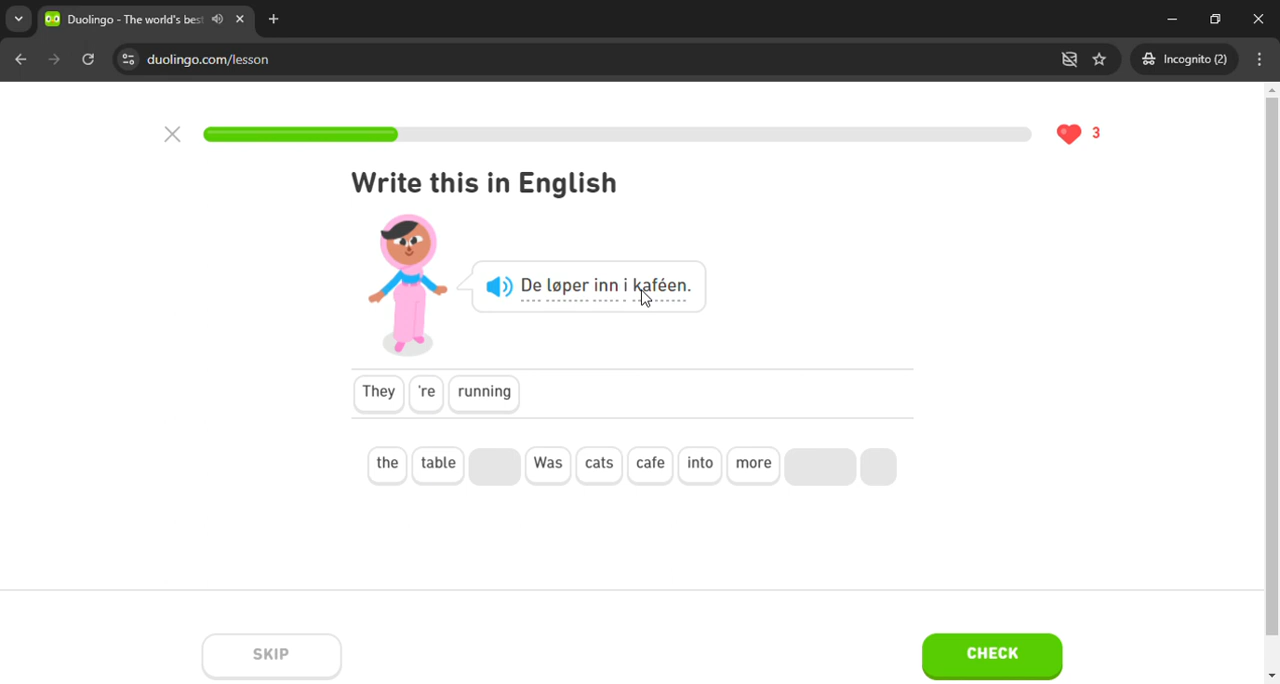 Duolingo - The world's bes
duolingo.com/lesson
Incognito (2)
3
Write this in English
De løper inn i kaféen.
They 're running
the table Was cats cafe into more
SKIP CHECK